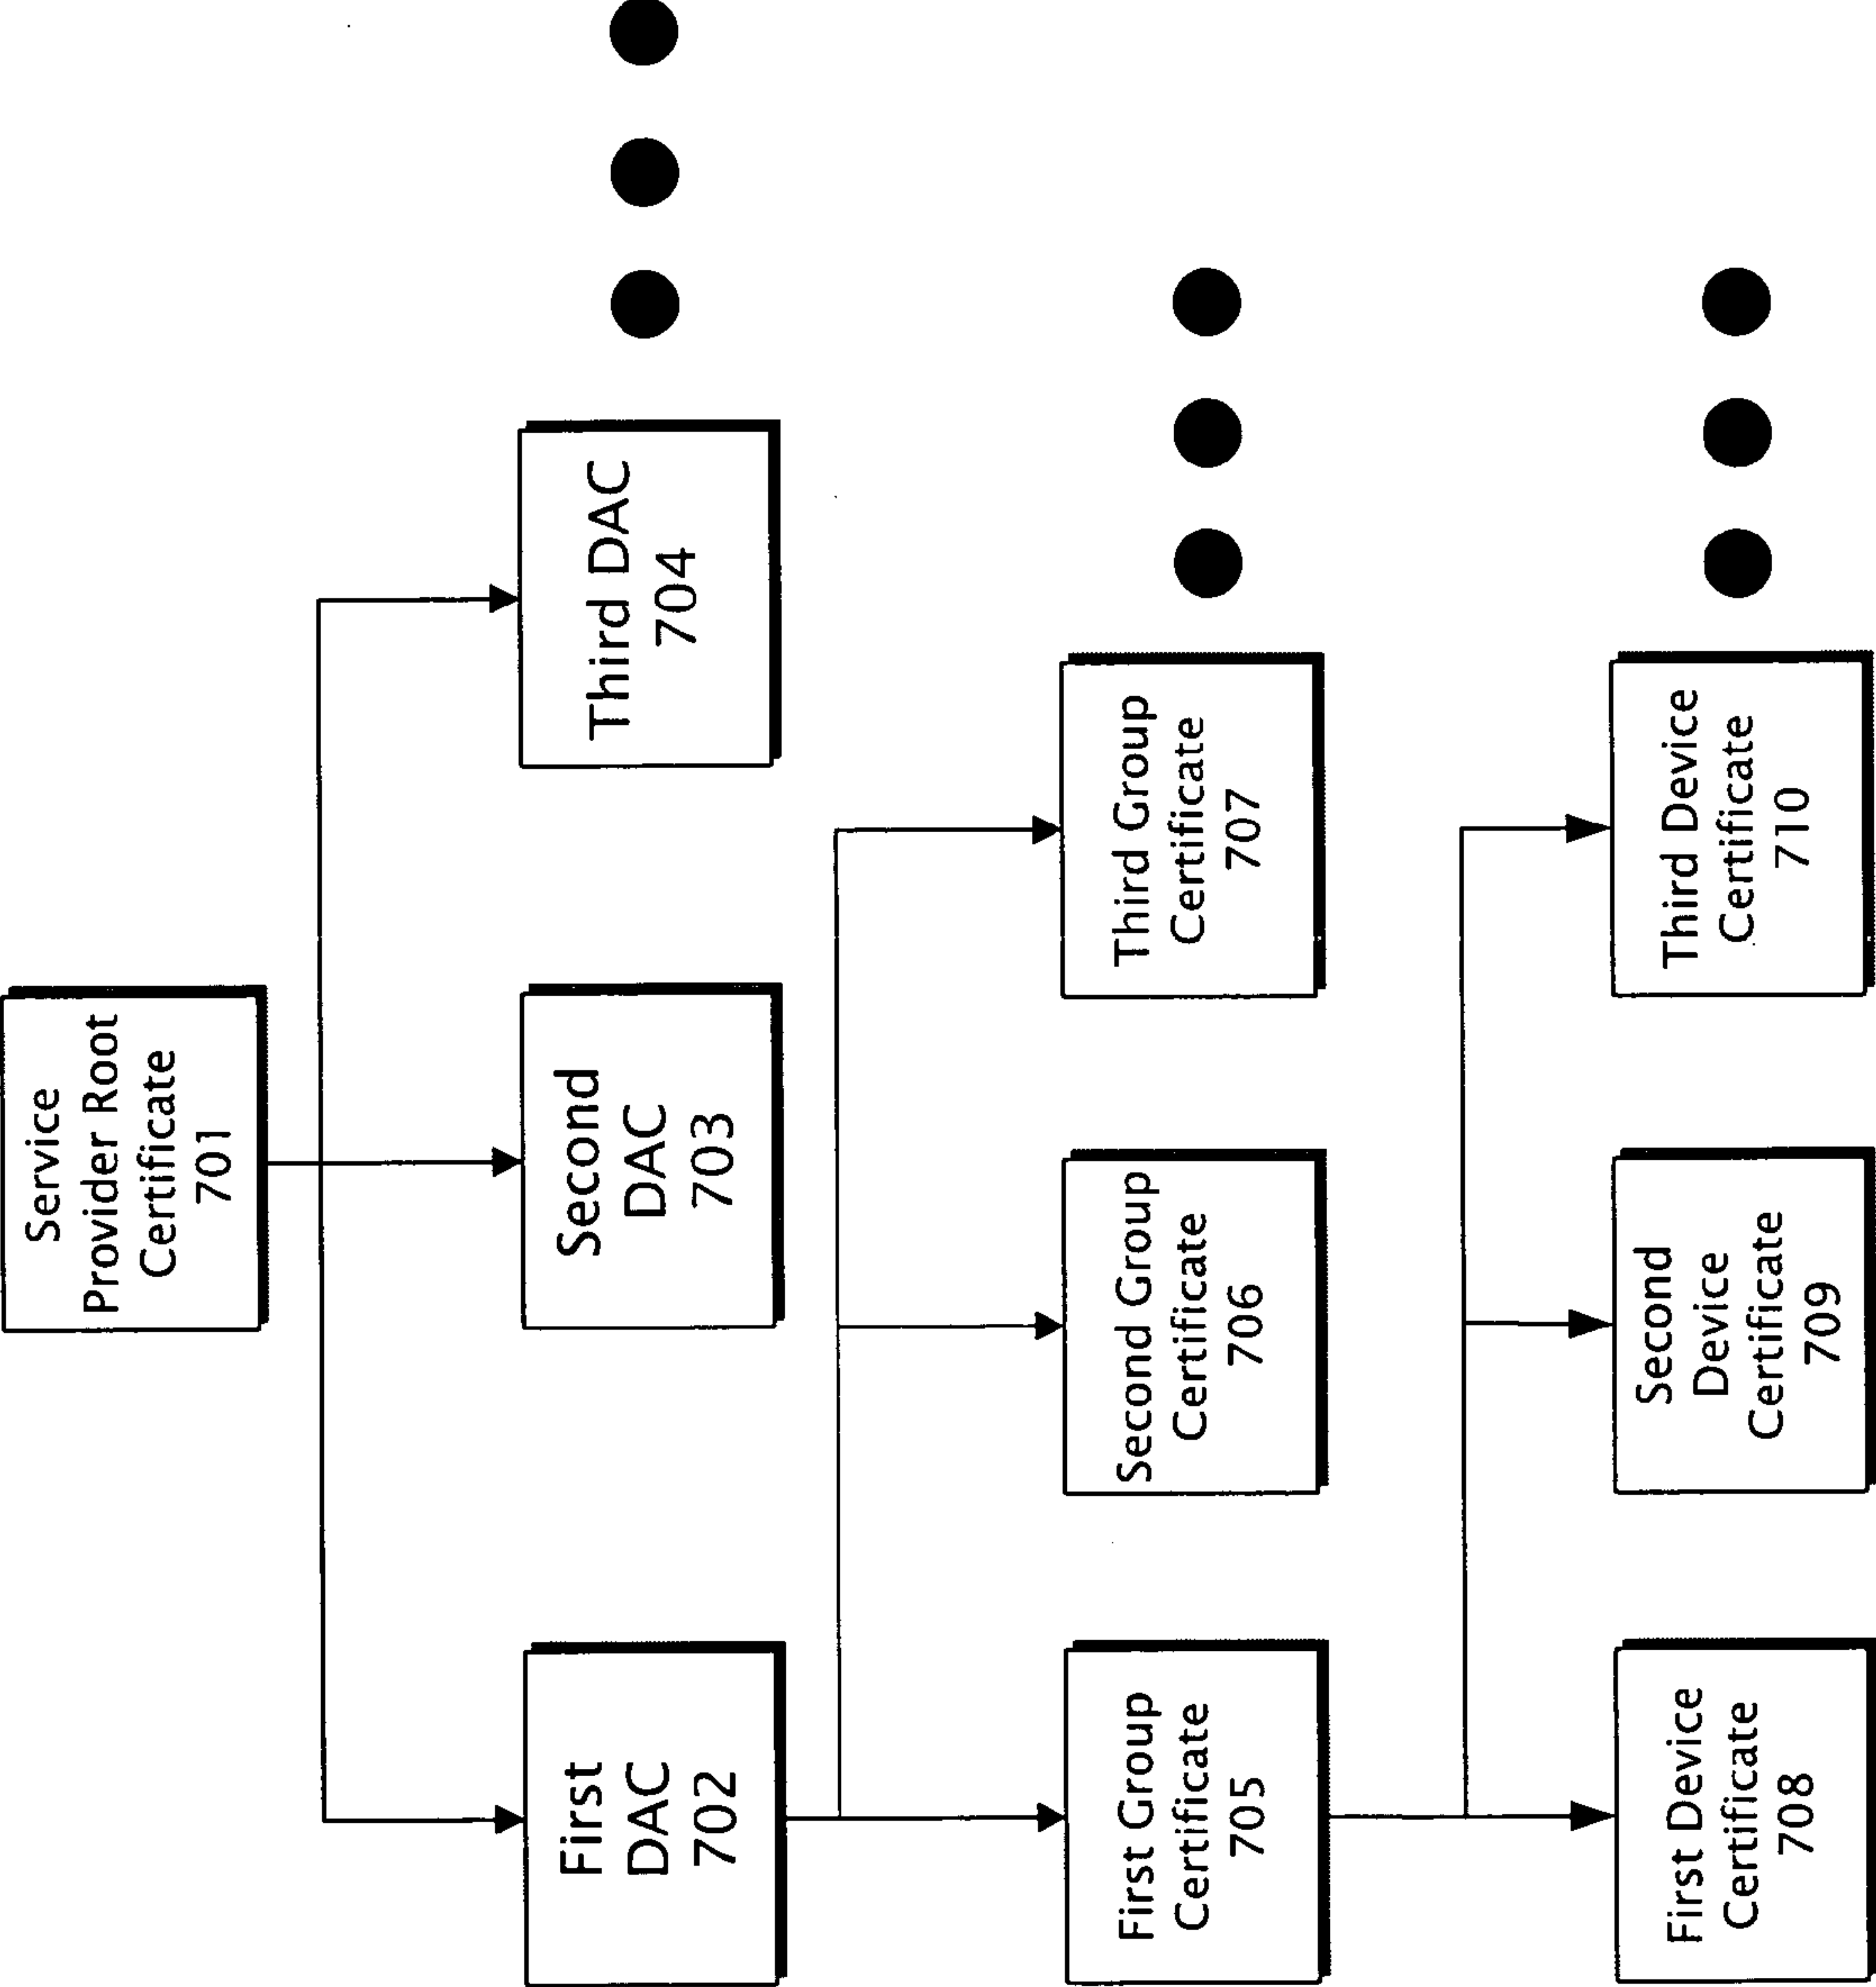 Service
Provider Root
Certificate
701
First
DAC
702
Second
DAC
703
Third DAC
704
First Group
Certificate
705
Second Group
Certificate
706
Third Group
Certificate
707
First Device
Certificate
708
Second
Device
Certificate
709
Third Device
Certificate
710